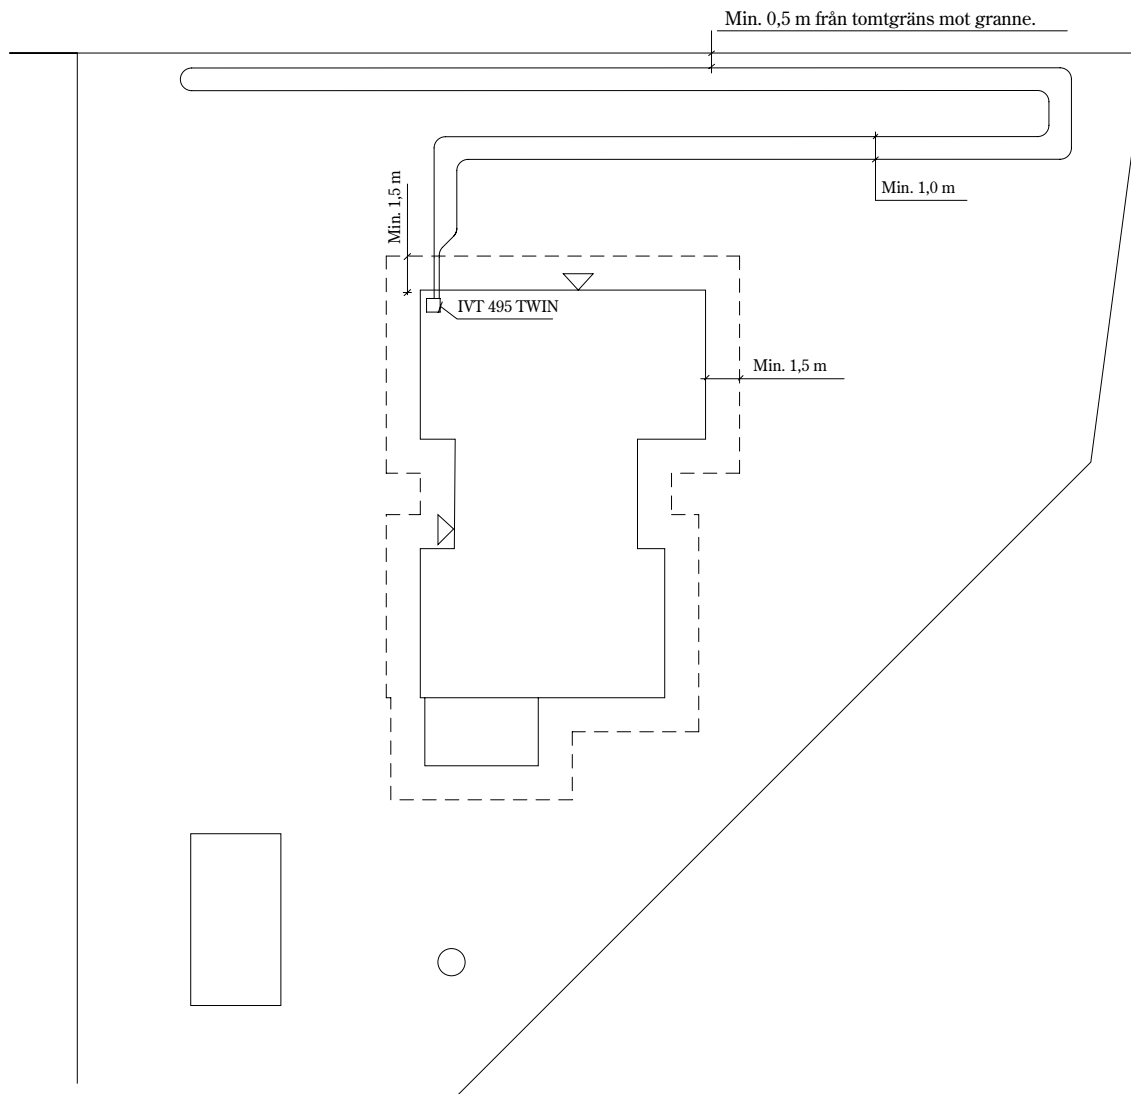 Min. 0,5 m från tomtgräns mot granne.
Min. 1,5 m
Min. 1,0 m
IVT 495 TWIN
Min. 1,5 m